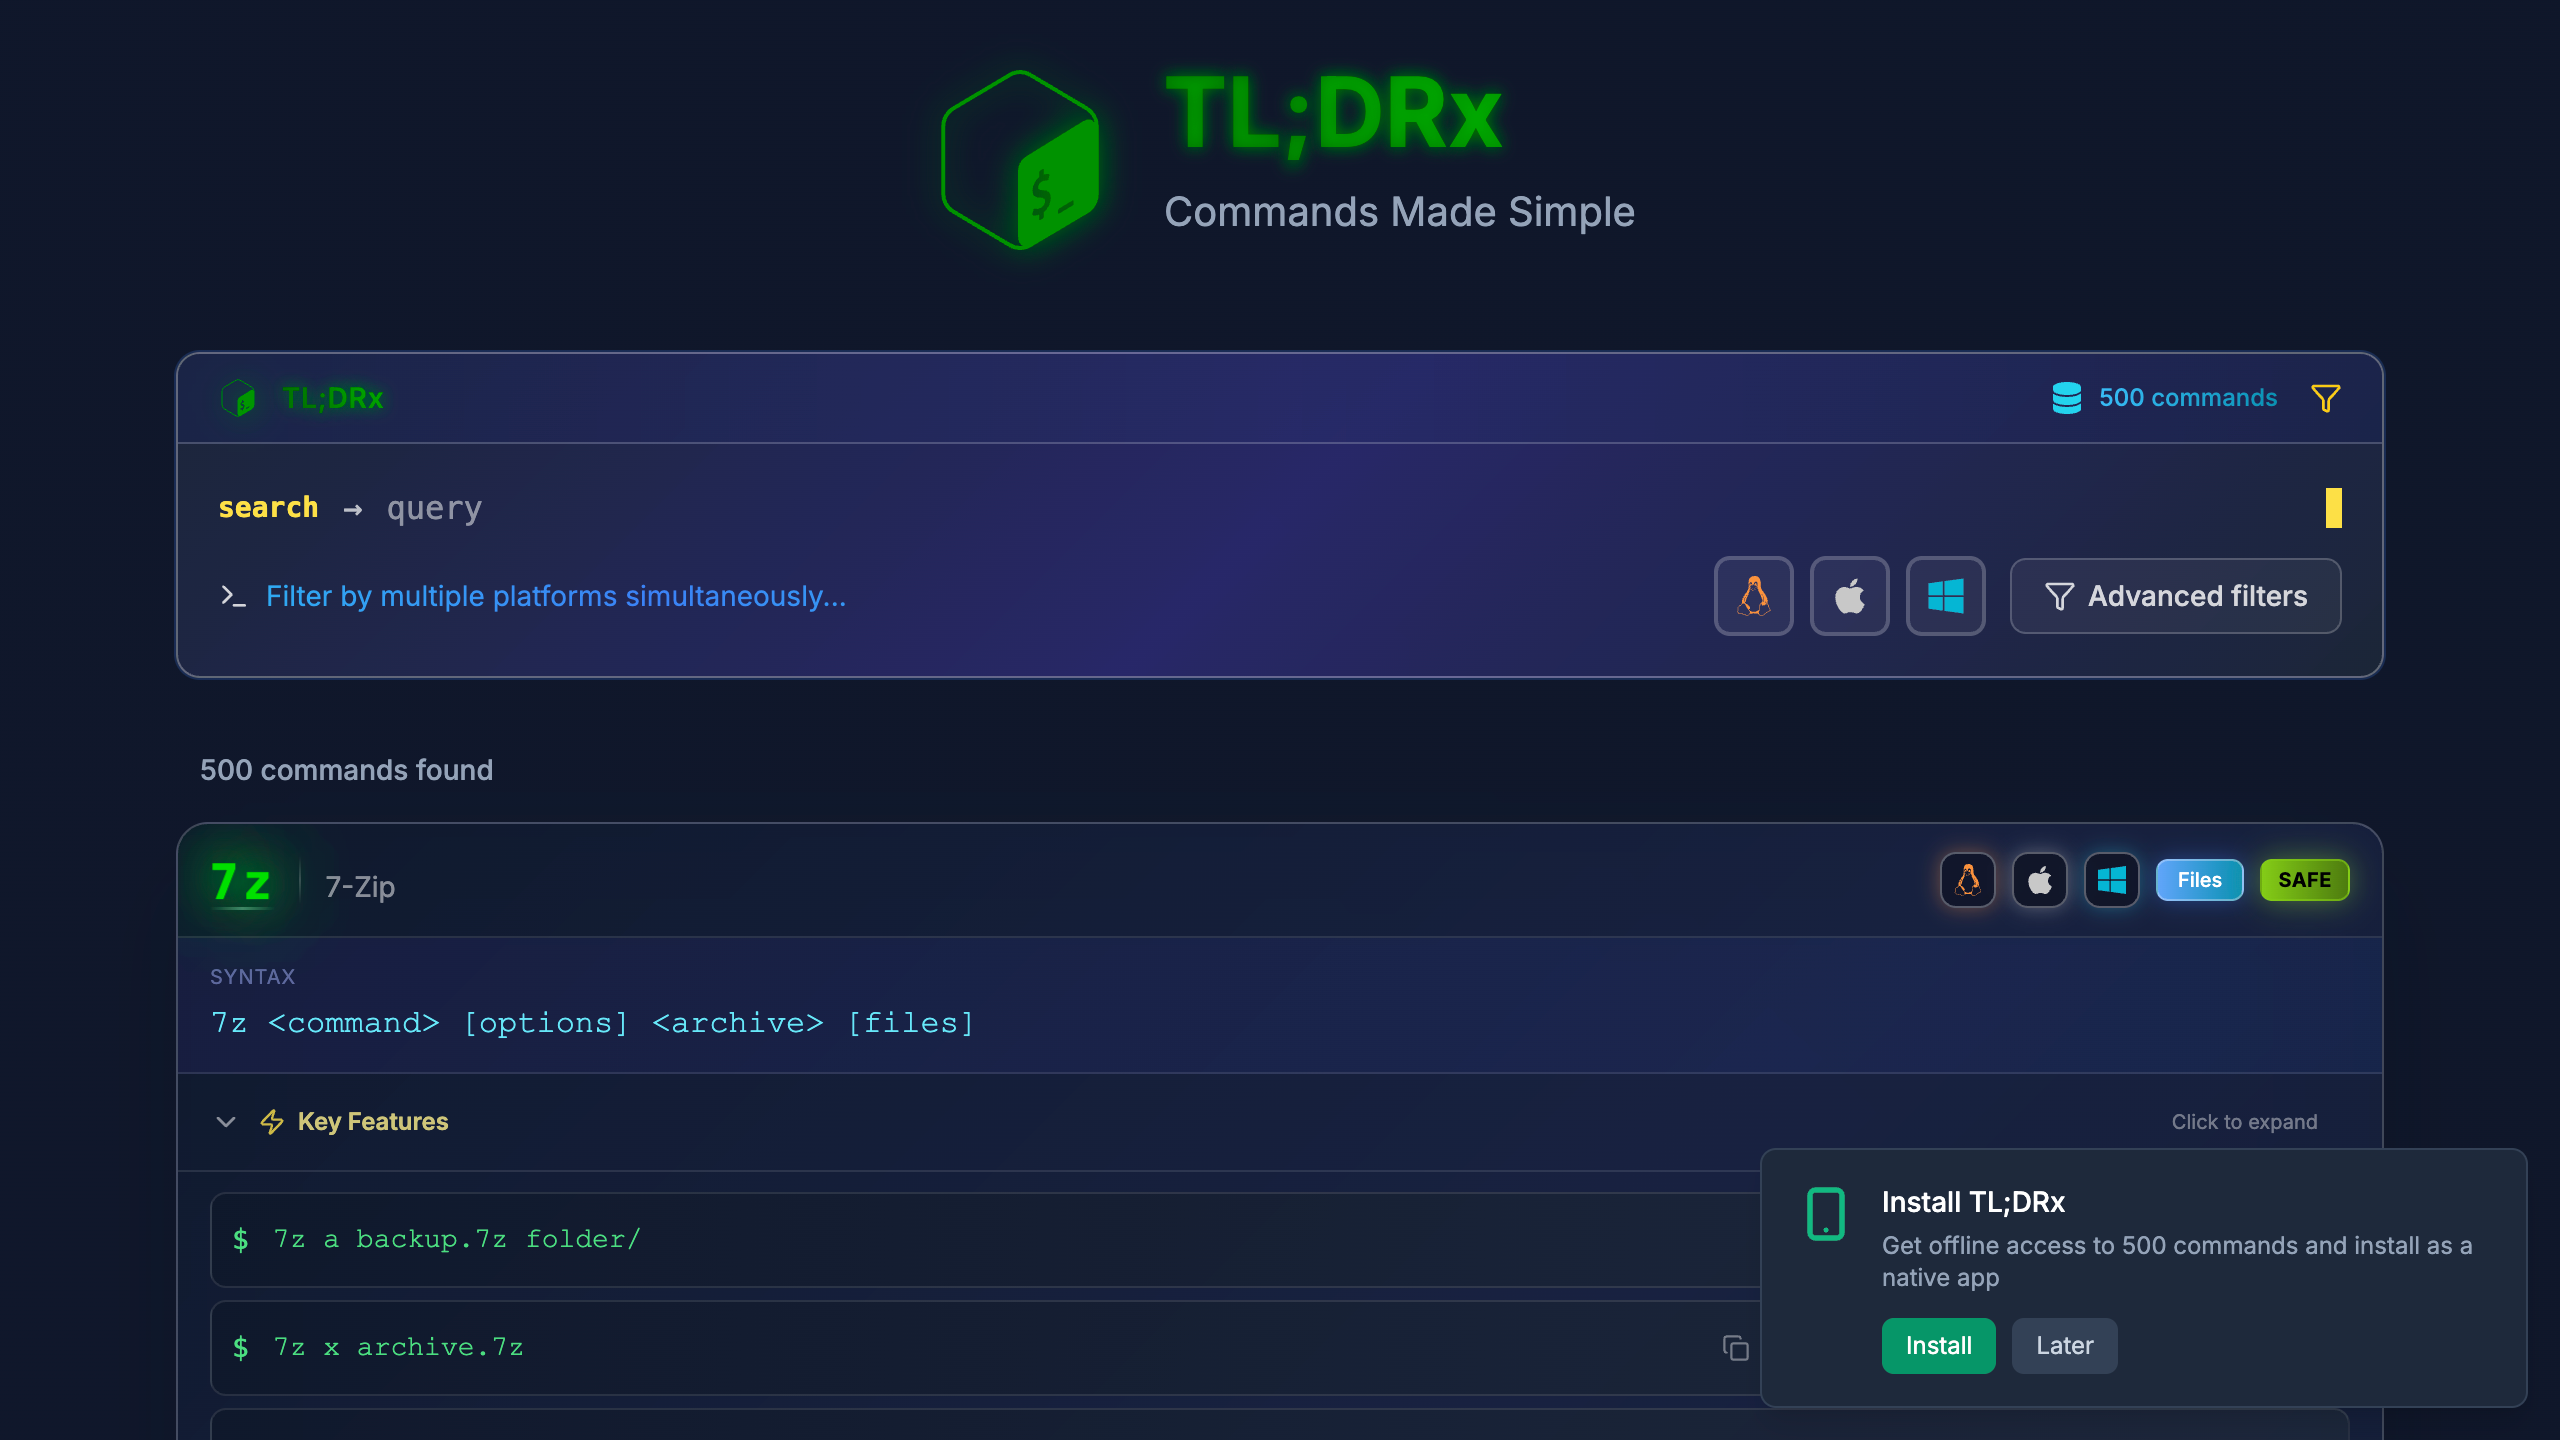 $_
TL;DRx
Commands Made Simple
TL;DRx
500 commands
search → query
>_ Filter by multiple platforms simultaneously...
Advanced filters
500 commands found
7z
7-Zip
Files
SAFE
SYNTAX
7z <command> [options] <archive> [files]
Key Features
Click to expand
$ 7z a backup.7z folder/
$ 7z x archive.7z
Install TL;DRx
Get offline access to 500 commands and install as a
native app
Install
Later